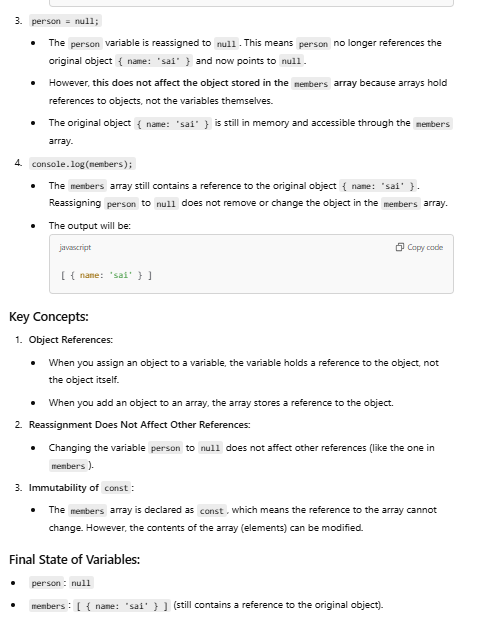 3. person = null;
• The person variable is reassigned to null. This means person no longer references the
original object { name: 'sai' } and now points to null.
• However, this does not affect the object stored in the members array because arrays hold
references to objects, not the variables themselves.
• The original object { name: 'sai' } is still in memory and accessible through the members
array.
4. console.log(members);
• The members array still contains a reference to the original object { name: 'sai' }.
Reassigning person to null does not remove or change the object in the members array.
• The output will be:
javascript Copy code
[ { name: 'sai' } ]
Key Concepts:
1. Object References:
• When you assign an object to a variable, the variable holds a reference to the object, not
the object itself.
• When you add an object to an array, the array stores a reference to the object.
2. Reassignment Does Not Affect Other References:
• Changing the variable person to null does not affect other references (like the one in
members).
3. Immutability of const:
• The members array is declared as const, which means the reference to the array cannot
change. However, the contents of the array (elements) can be modified.
Final State of Variables:
• person: null
• members: [ { name: 'sai' } ] (still contains a reference to the original object).